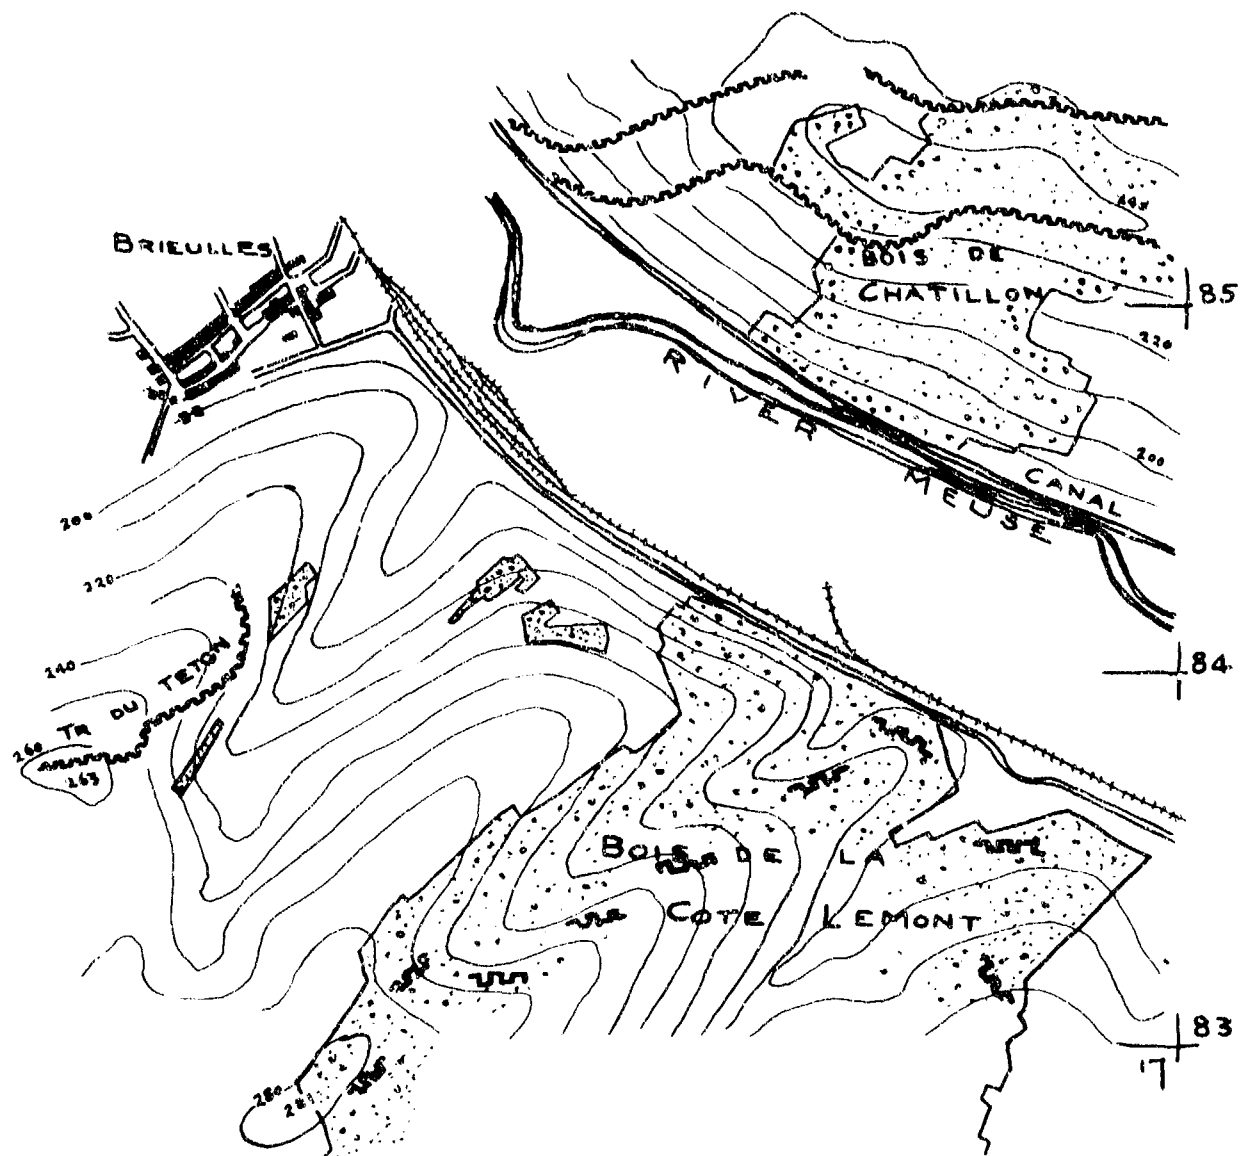 BRIEUILLES
BOIS DE
CHATILLON
85
220
RIVER MEUSE
200
CANAL
200
220
84
240
TR DU TETON
260
263
BOIS DE LA
COTE LEMONT
83
17
280
281